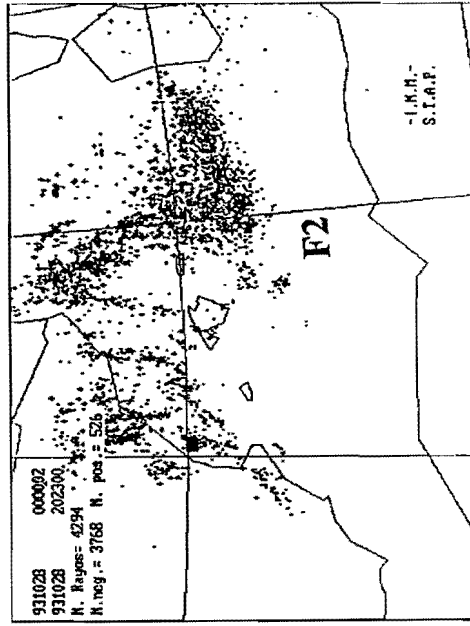 931028 000002
931028 202300
N. Rayos= 4294
N.neg.= 3768 N. pos.= 526
F2
-I.N.M.-
S.T.A.P.